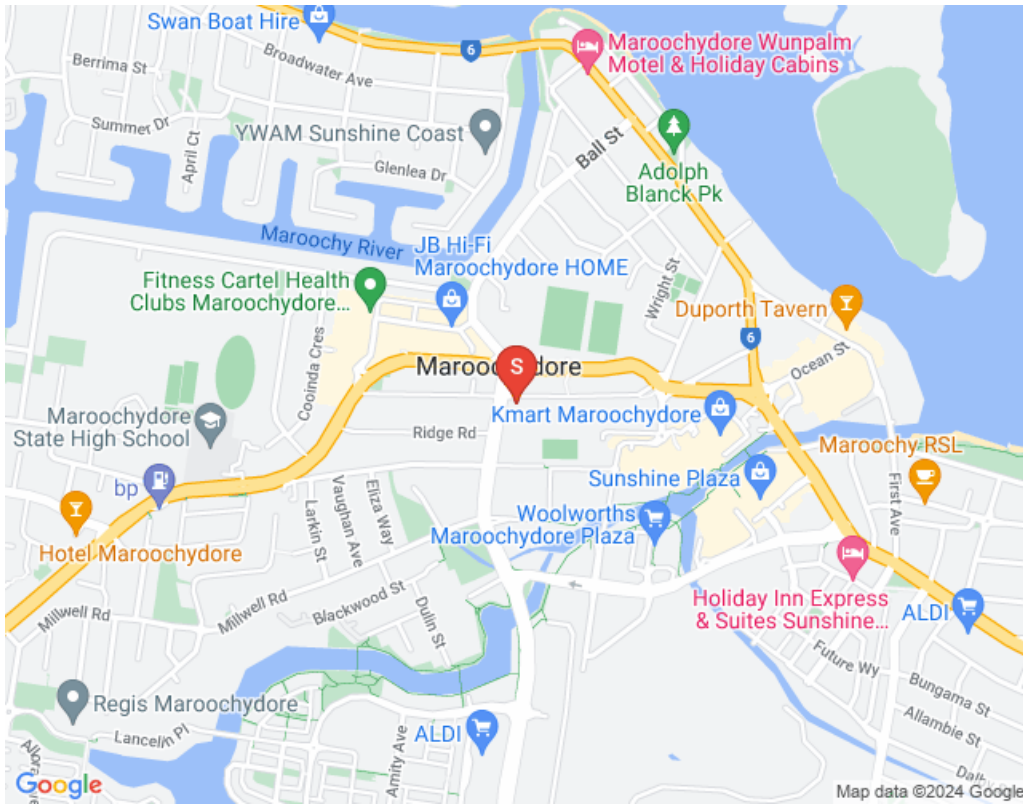 Swan Boat Hire
6
Maroochydore Wunpalm
Motel & Holiday Cabins
Berrima St
Broadwater Ave
Summer Dr
April Ct
YWAM Sunshine Coast
Glenlea Dr
Ball St
Adolph
Blanck Pk
Maroochy River
JB Hi-Fi
Maroochydore HOME
Fitness Cartel Health
Clubs Maroochydore...
Wright St
Duporth Tavern
6
Ocean St
Cooinda Cres
S
Maroochydore
Kmart Maroochydore
Maroochydore
State High School
Ridge Rd
Maroochy RSL
bp
Sunshine Plaza
First Ave
Larkin St
Vaughan Ave
Eliza Way
Woolworths
Maroochydore Plaza
Hotel Maroochydore
Millwell Rd
Millwell Rd
Blackwood St
Dulin St
Holiday Inn Express
& Suites Sunshine...
ALDI
Future Wy
Bungama St
Allambie St
Regis Maroochydore
Lancelin Pl
ALDI
Amity Ave
Google
Map data ©2024 Google